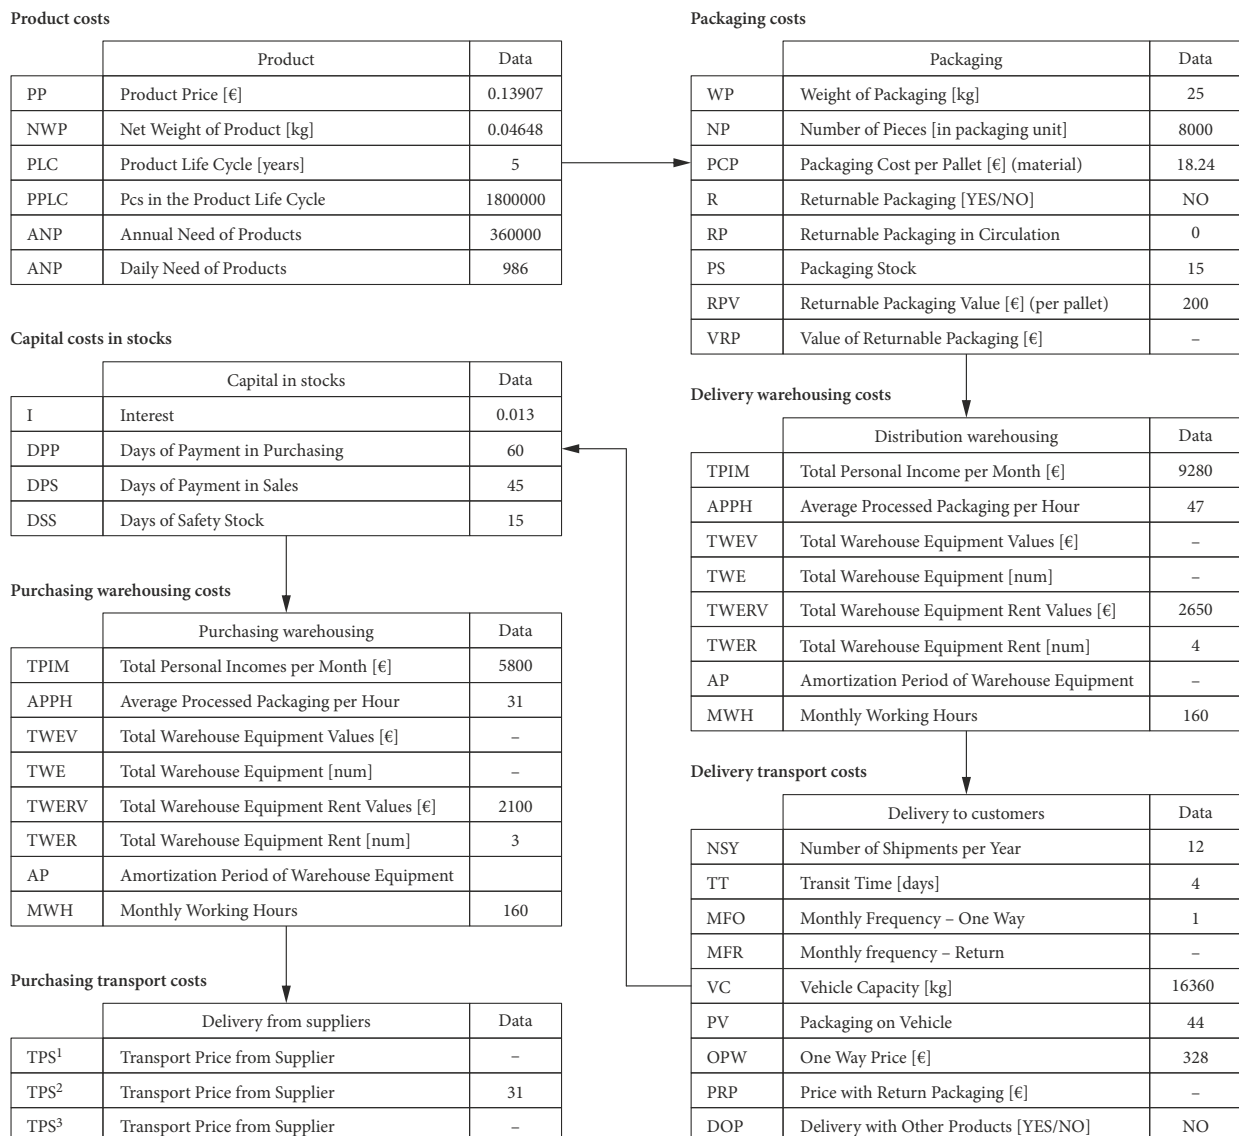 Product costs
Product Data
PP Product Price [€] 0.13907
NWP Net Weight of Product [kg] 0.04648
PLC Product Life Cycle [years] 5
PPLC Pcs in the Product Life Cycle 1800000
ANP Annual Need of Products 360000
ANP Daily Need of Products 986
Packaging costs
Packaging Data
WP Weight of Packaging [kg] 25
NP Number of Pieces [in packaging unit] 8000
PCP Packaging Cost per Pallet [€] (material) 18.24
R Returnable Packaging [YES/NO] NO
RP Returnable Packaging in Circulation 0
PS Packaging Stock 15
RPV Returnable Packaging Value [€] (per pallet) 200
VRP Value of Returnable Packaging [€] –
Delivery warehousing costs
Distribution warehousing Data
TPIM Total Personal Income per Month [€] 9280
APPH Average Processed Packaging per Hour 47
TWEV Total Warehouse Equipment Values [€] –
TWE Total Warehouse Equipment [num] –
TWERV Total Warehouse Equipment Rent Values [€] 2650
TWER Total Warehouse Equipment Rent [num] 4
AP Amortization Period of Warehouse Equipment –
MWH Monthly Working Hours 160
Delivery transport costs
Delivery to customers Data
NSY Number of Shipments per Year 12
TT Transit Time [days] 4
MFO Monthly Frequency – One Way 1
MFR Monthly frequency – Return –
VC Vehicle Capacity [kg] 16360
PV Packaging on Vehicle 44
OPW One Way Price [€] 328
PRP Price with Return Packaging [€] –
DOP Delivery with Other Products [YES/NO] NO
Capital costs in stocks
Capital in stocks Data
I Interest 0.013
DPP Days of Payment in Purchasing 60
DPS Days of Payment in Sales 45
DSS Days of Safety Stock 15
Purchasing warehousing costs
Purchasing warehousing Data
TPIM Total Personal Incomes per Month [€] 5800
APPH Average Processed Packaging per Hour 31
TWEV Total Warehouse Equipment Values [€] –
TWE Total Warehouse Equipment [num] –
TWERV Total Warehouse Equipment Rent Values [€] 2100
TWER Total Warehouse Equipment Rent [num] 3
AP Amortization Period of Warehouse Equipment
MWH Monthly Working Hours 160
Purchasing transport costs
Delivery from suppliers Data
TPS¹ Transport Price from Supplier –
TPS² Transport Price from Supplier 31
TPS³ Transport Price from Supplier –